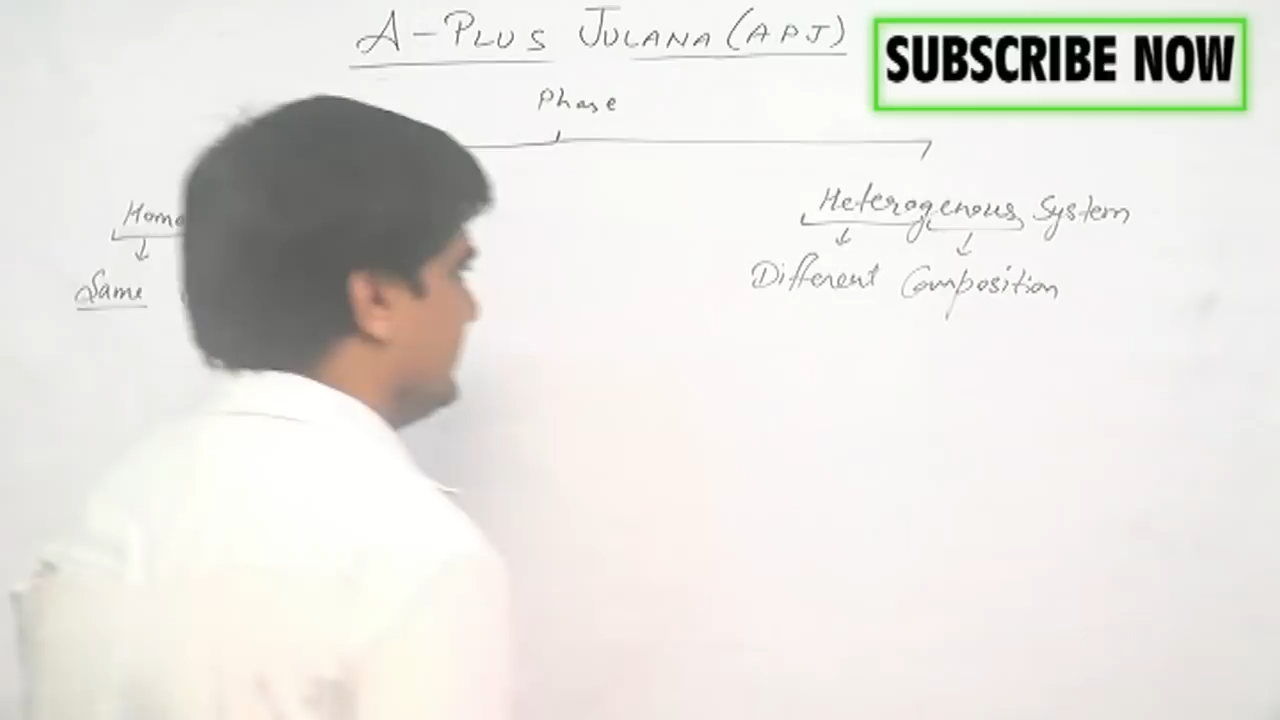 A-PLUS JULANA (APJ)
SUBSCRIBE NOW
Phase
Homo
Heterogenous System
Same
Different Composition